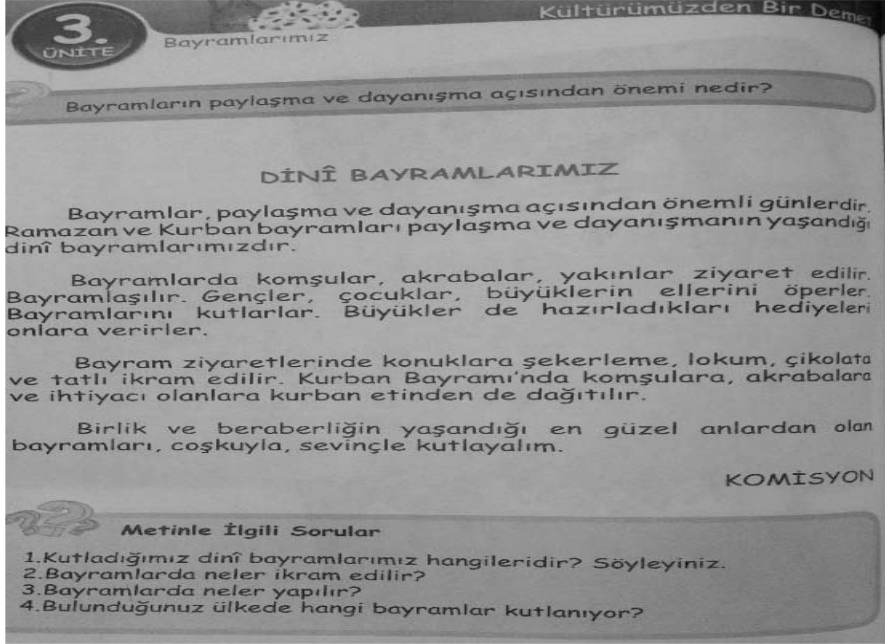 Kültürümüzden Bir Demet
3.
ÜNİTE
Bayramlarımız
Bayramların paylaşma ve dayanışma açısından önemi nedir?
DİNÎ BAYRAMLARIMIZ
Bayramlar, paylaşma ve dayanışma açısından önemli günlerdir.
Ramazan ve Kurban bayramları paylaşma ve dayanışmanın yaşandığı
dinî bayramlarımızdır.
Bayramlarda komşular, akrabalar, yakınlar ziyaret edilir.
Bayramlaşılır. Gençler, çocuklar, büyüklerin ellerini öperler.
Bayramlarını kutlarlar. Büyükler de hazırladıkları hediyeleri
onlara verirler.
Bayram ziyaretlerinde konuklara şekerleme, lokum, çikolata
ve tatlı ikram edilir. Kurban Bayramı'nda komşulara, akrabalara
ve ihtiyacı olanlara kurban etinden de dağıtılır.
Birlik ve beraberliğin yaşandığı en güzel anlardan olan
bayramları, coşkuyla, sevinçle kutlayalım.
KOMİSYON
Metinle İlgili Sorular
1.Kutladığımız dinî bayramlarımız hangileridir? Söyleyiniz.
2.Bayramlarda neler ikram edilir?
3.Bayramlarda neler yapılır?
4.Bulunduğunuz ülkede hangi bayramlar kutlanıyor?